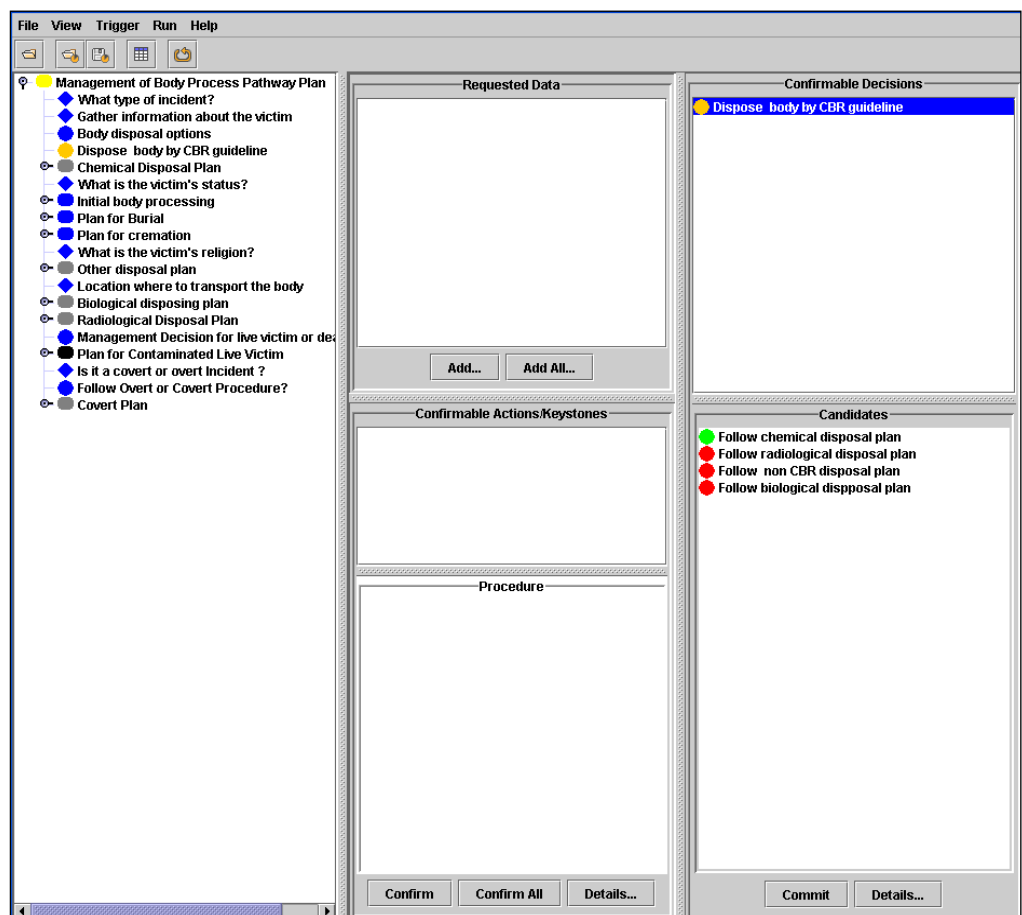 File View Trigger Run Help
Management of Body Process Pathway Plan
What type of incident?
Gather information about the victim
Body disposal options
Dispose body by CBR guideline
Chemical Disposal Plan
What is the victim's status?
Initial body processing
Plan for Burial
Plan for cremation
What is the victim's religion?
Other disposal plan
Location where to transport the body
Biological disposing plan
Radiological Disposal Plan
Management Decision for live victim or dea
Plan for Contaminated Live Victim
Is it a covert or overt Incident ?
Follow Overt or Covert Procedure?
Covert Plan
Requested Data
Add... Add All...
Confirmable Actions/Keystones
Procedure
Confirm Confirm All Details...
Confirmable Decisions
Dispose body by CBR guideline
Candidates
Follow chemical disposal plan
Follow radiological disposal plan
Follow non CBR disposal plan
Follow biological dispposal plan
Commit Details...